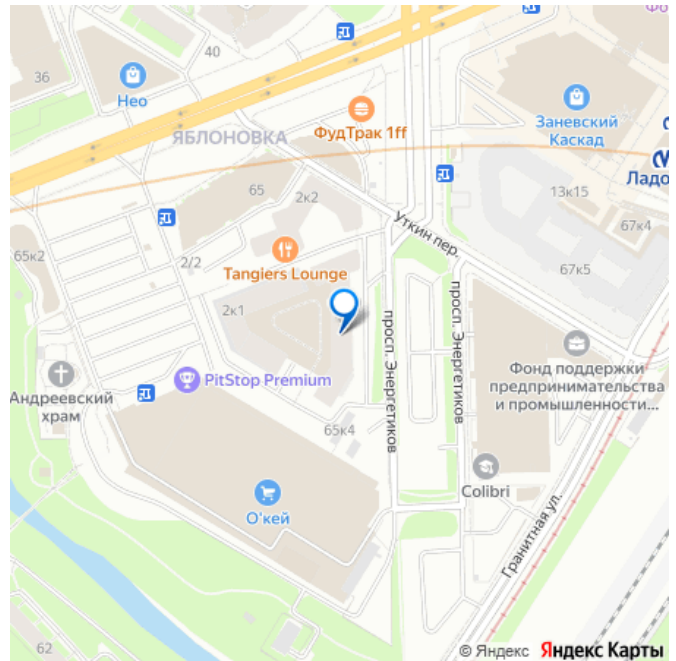 Фо
40
36
Нео
Заневский
Каскад
ФудТрак 1ff
ЯБЛОНОВКА
Ладо
13к15
65
2к2
67к4
Уткин пер.
65к2
2/2
Tangiers Lounge
67к5
2к1
просп. Энергетиков
просп. Энергетиков
Фонд поддержки
предпринимательства
и промышленности...
PitStop Premium
Андреевский
храм
65к4
Colibri
О'кей
Гранитная ул.
62
© Яндекс Яндекс Карты